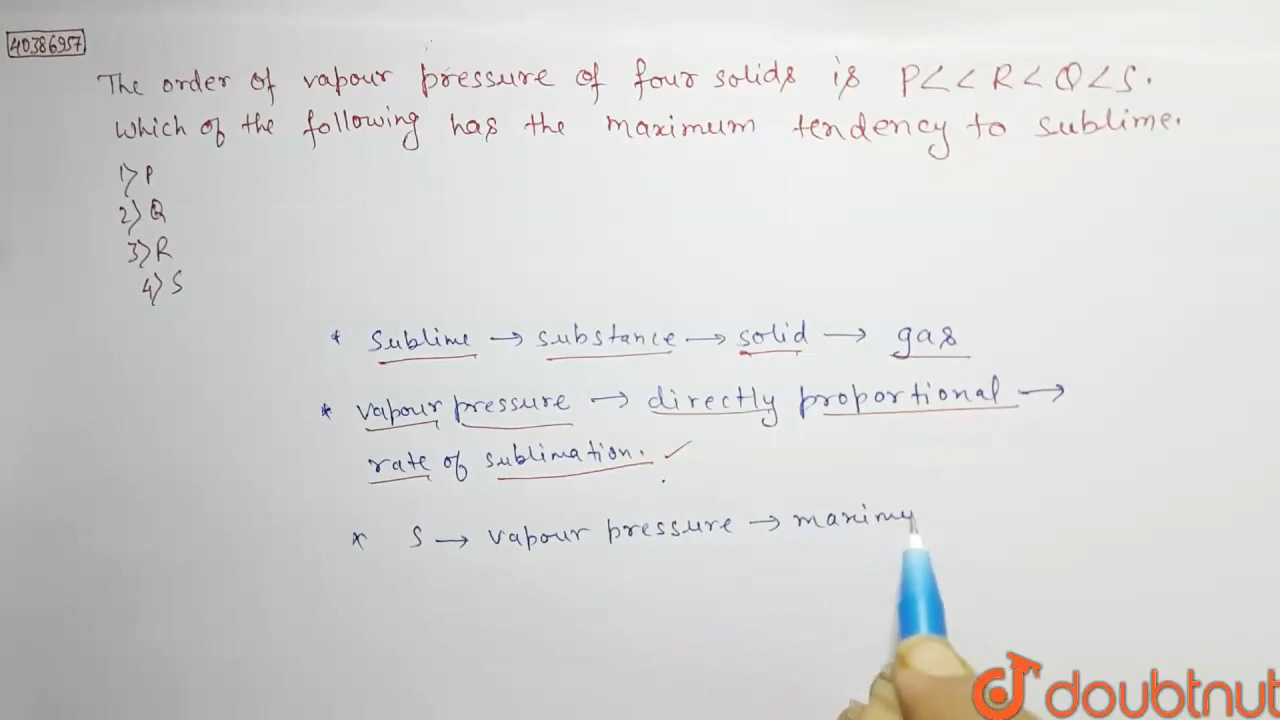 40386957
The order of vapour pressure of four solids is P<< R< Q< S.
Which of the following has the maximum tendency to sublime.
1) P
2) Q
3) R
4) S
* Sublime → substance → solid → gas
* vapour pressure → directly proportional →
rate of sublimation. ✓
* S → vapour pressure → maximu
doubtnut